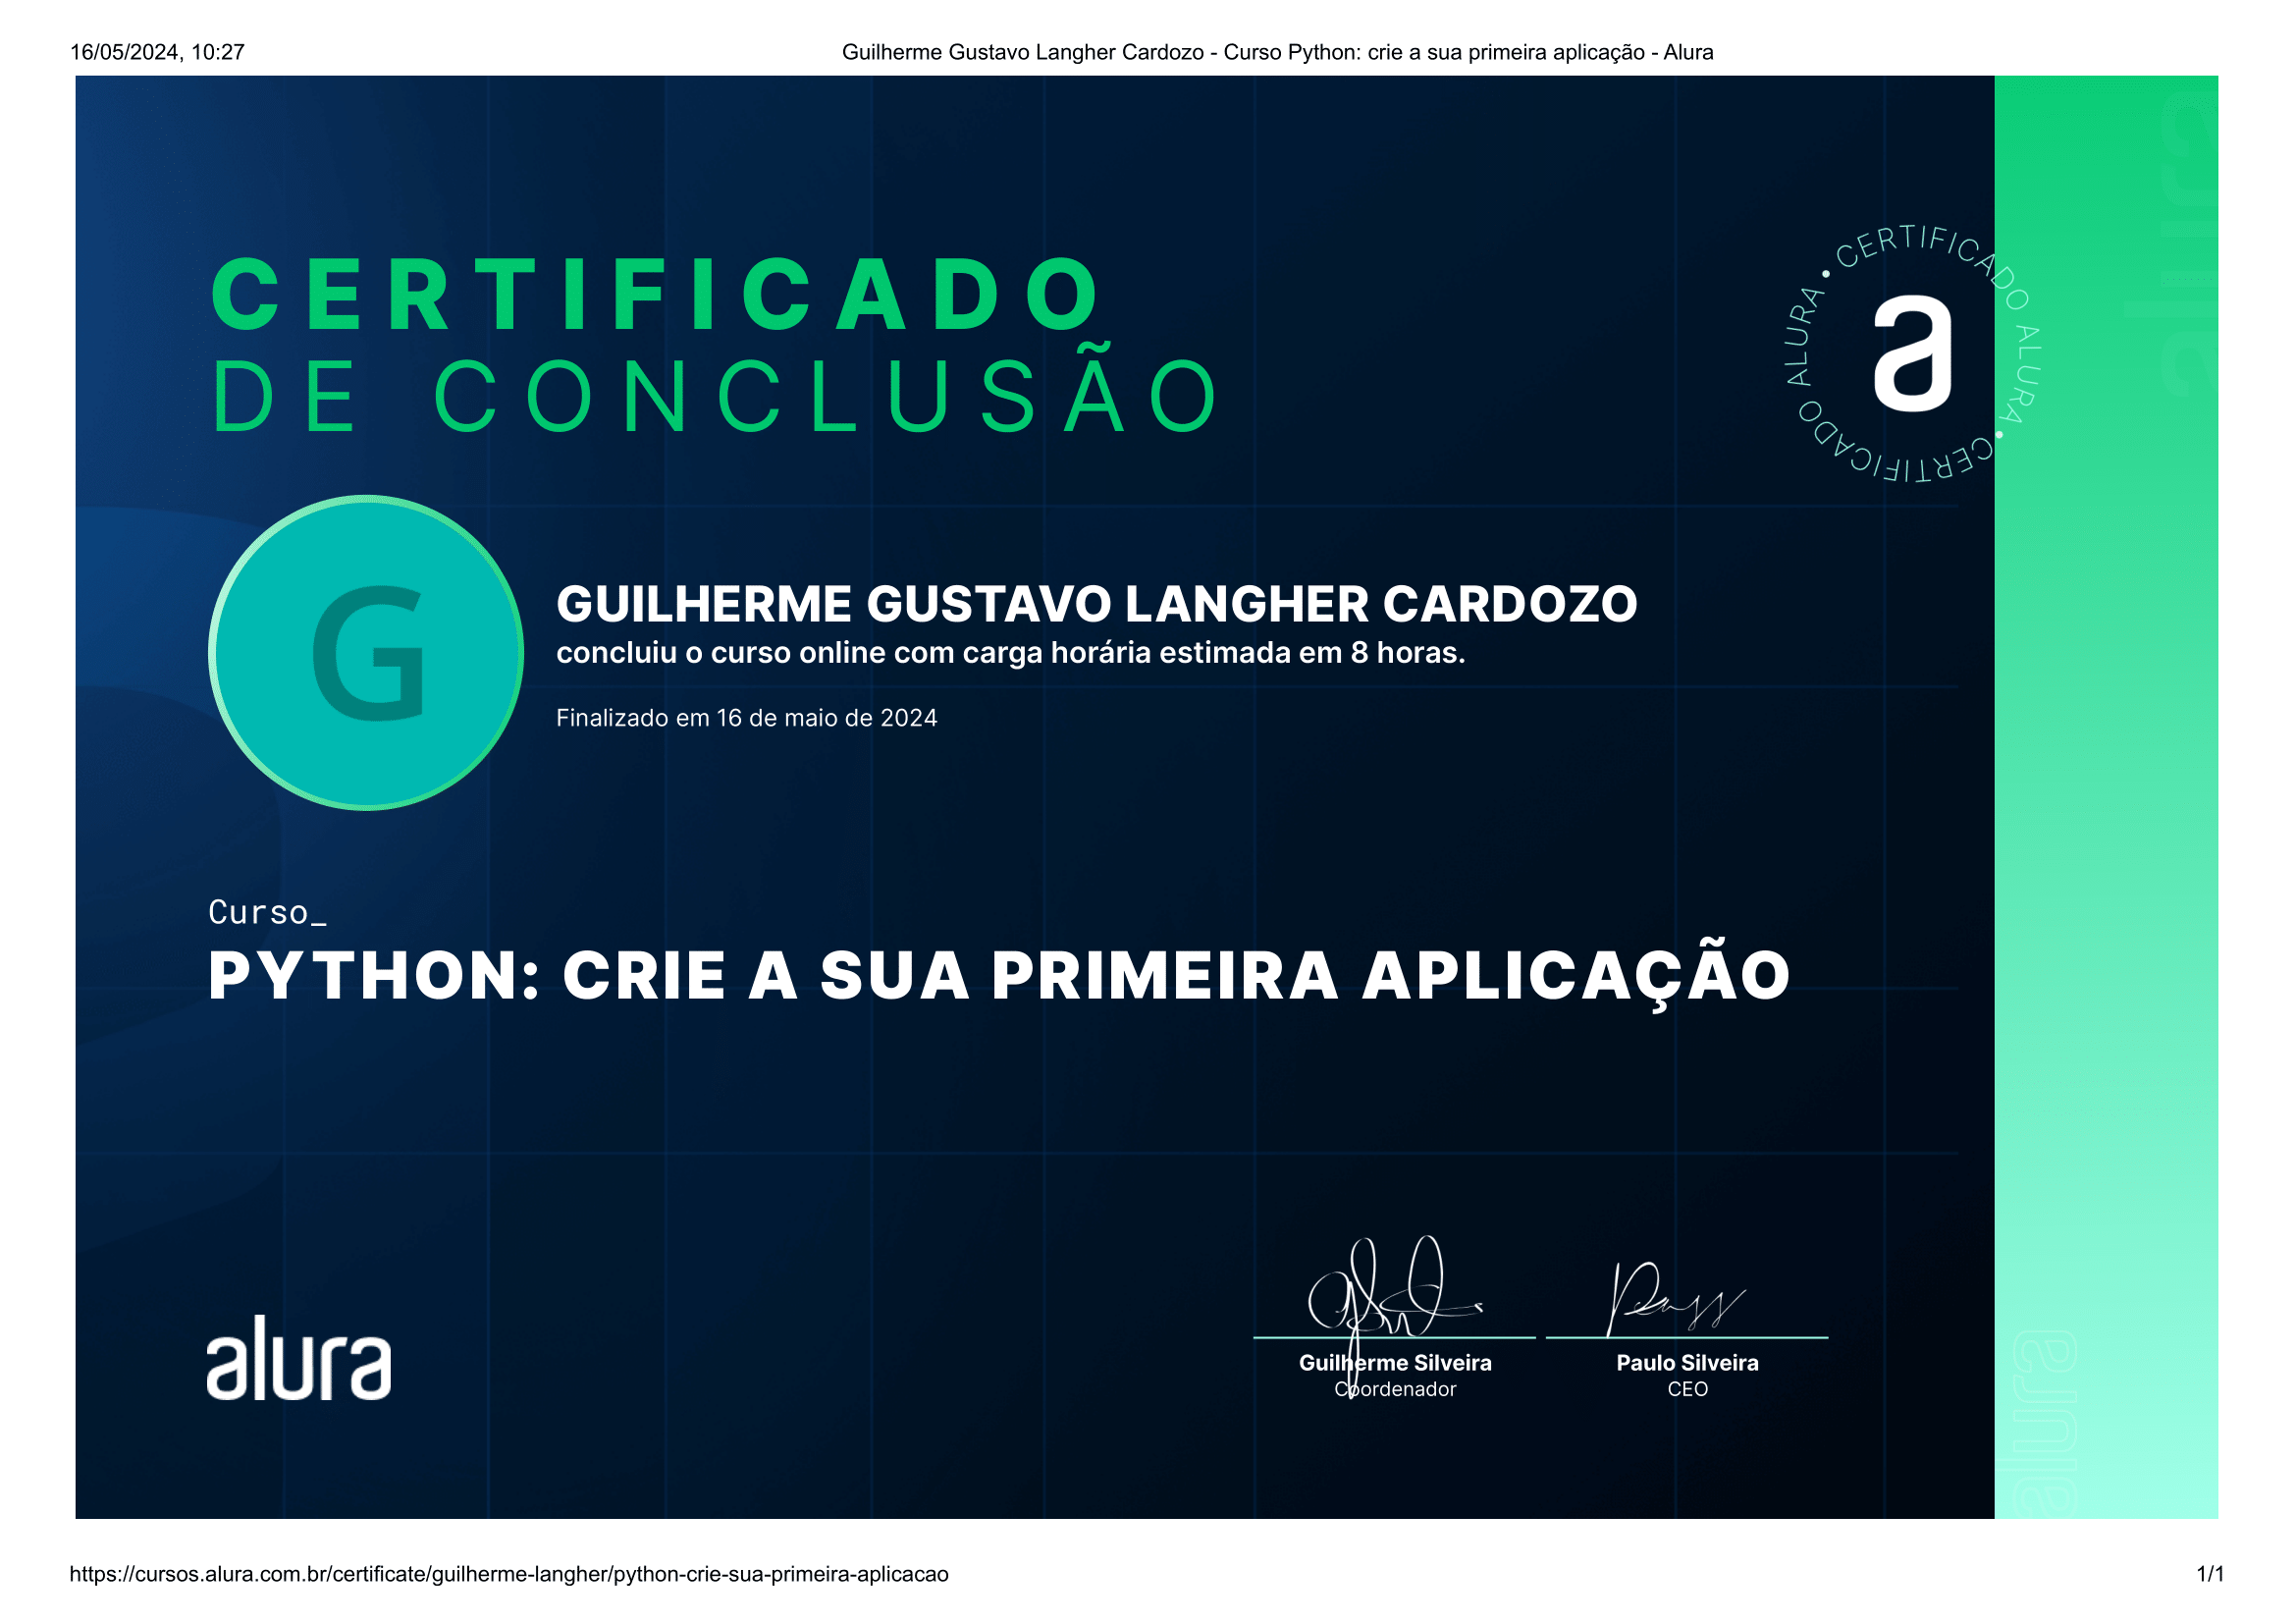 16/05/2024, 10:27
Guilherme Gustavo Langher Cardozo - Curso Python: crie a sua primeira aplicação - Alura
CERTIFICADO
DE CONCLUSÃO
CERTIFICADO ALURA • CERTIFICADO ALURA •
a
alura
G
GUILHERME GUSTAVO LANGHER CARDOZO
concluiu o curso online com carga horária estimada em 8 horas.
Finalizado em 16 de maio de 2024
Curso_
PYTHON: CRIE A SUA PRIMEIRA APLICAÇÃO
alura
Guilherme Silveira
Coordenador
Paulo Silveira
CEO
alura
https://cursos.alura.com.br/certificate/guilherme-langher/python-crie-sua-primeira-aplicacao
1/1